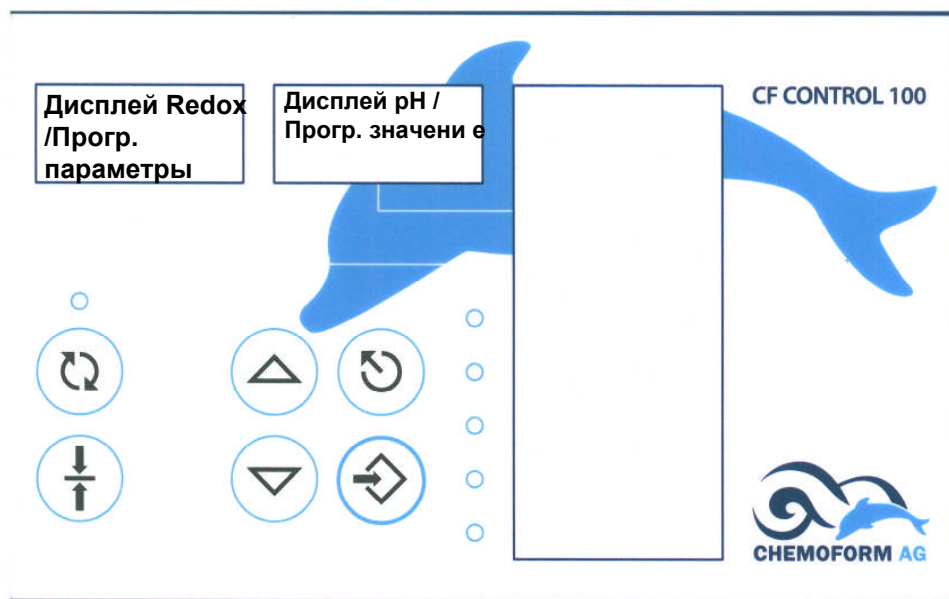 Дисплей Redox
/Прогр.
параметры
Дисплей pH /
Прогр. значени е
CF CONTROL 100
CHEMOFORM AG